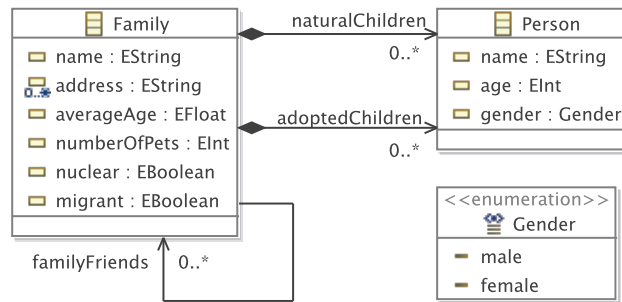 Family
name : EString
address : EString
averageAge : EFloat
numberOfPets : EInt
nuclear : EBoolean
migrant : EBoolean
naturalChildren
0..*
adoptedChildren
0..*
familyFriends
0..*
Person
name : EString
age : EInt
gender : Gender
<<enumeration>>
Gender
male
female